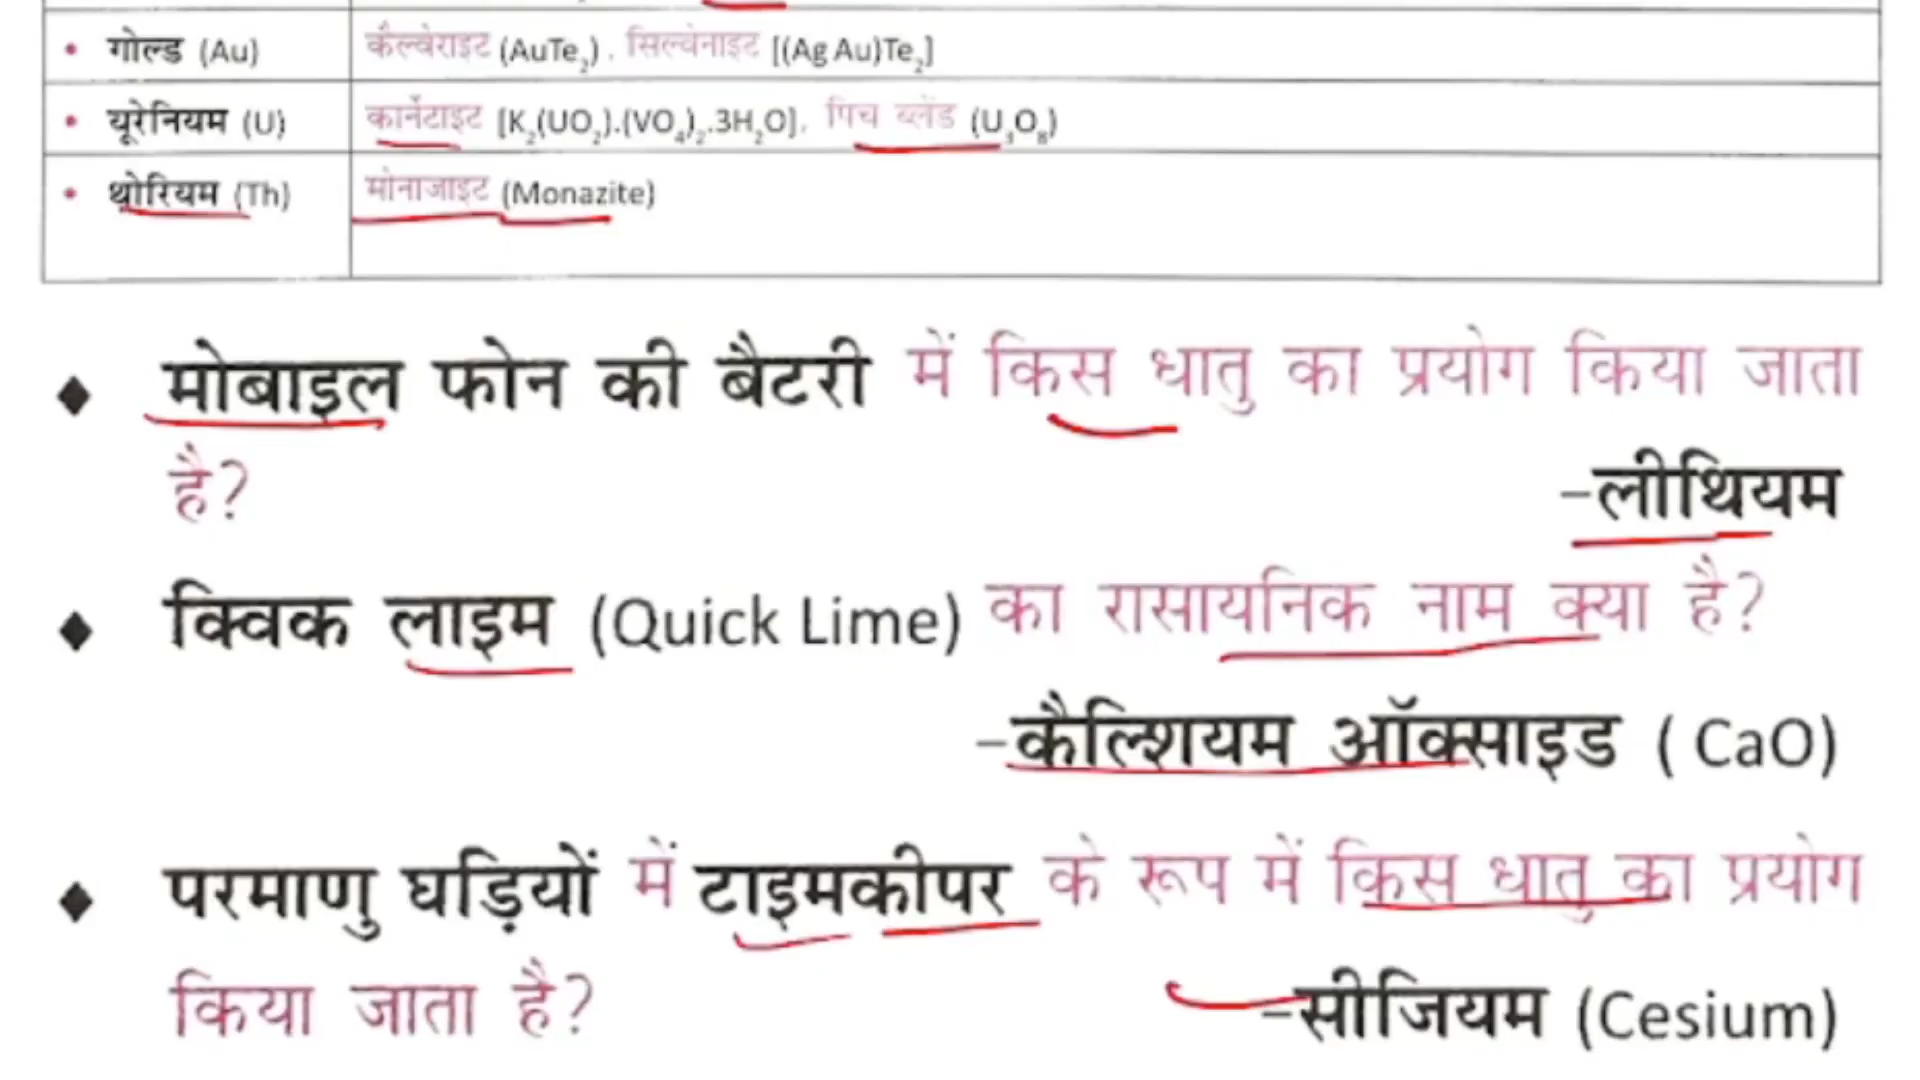 • गोल्ड (Au) कैल्वेराइट (AuTe₂), सिल्वेनाइट [(Ag Au)Te₂]
• यूरेनियम (U) कार्नेटाइट [K₂(UO₂).(VO₄)₂.3H₂O], पिच ब्लेंड (U₃O₈)
• थोरियम (Th) मोनाजाइट (Monazite)
♦ मोबाइल फोन की बैटरी में किस धातु का प्रयोग किया जाता
है?
–लीथियम
♦ क्विक लाइम (Quick Lime) का रासायनिक नाम क्या है?
–कैल्शियम ऑक्साइड ( CaO)
♦ परमाणु घड़ियों में टाइमकीपर के रूप में किस धातु का प्रयोग
किया जाता है?
–सीजियम (Cesium)